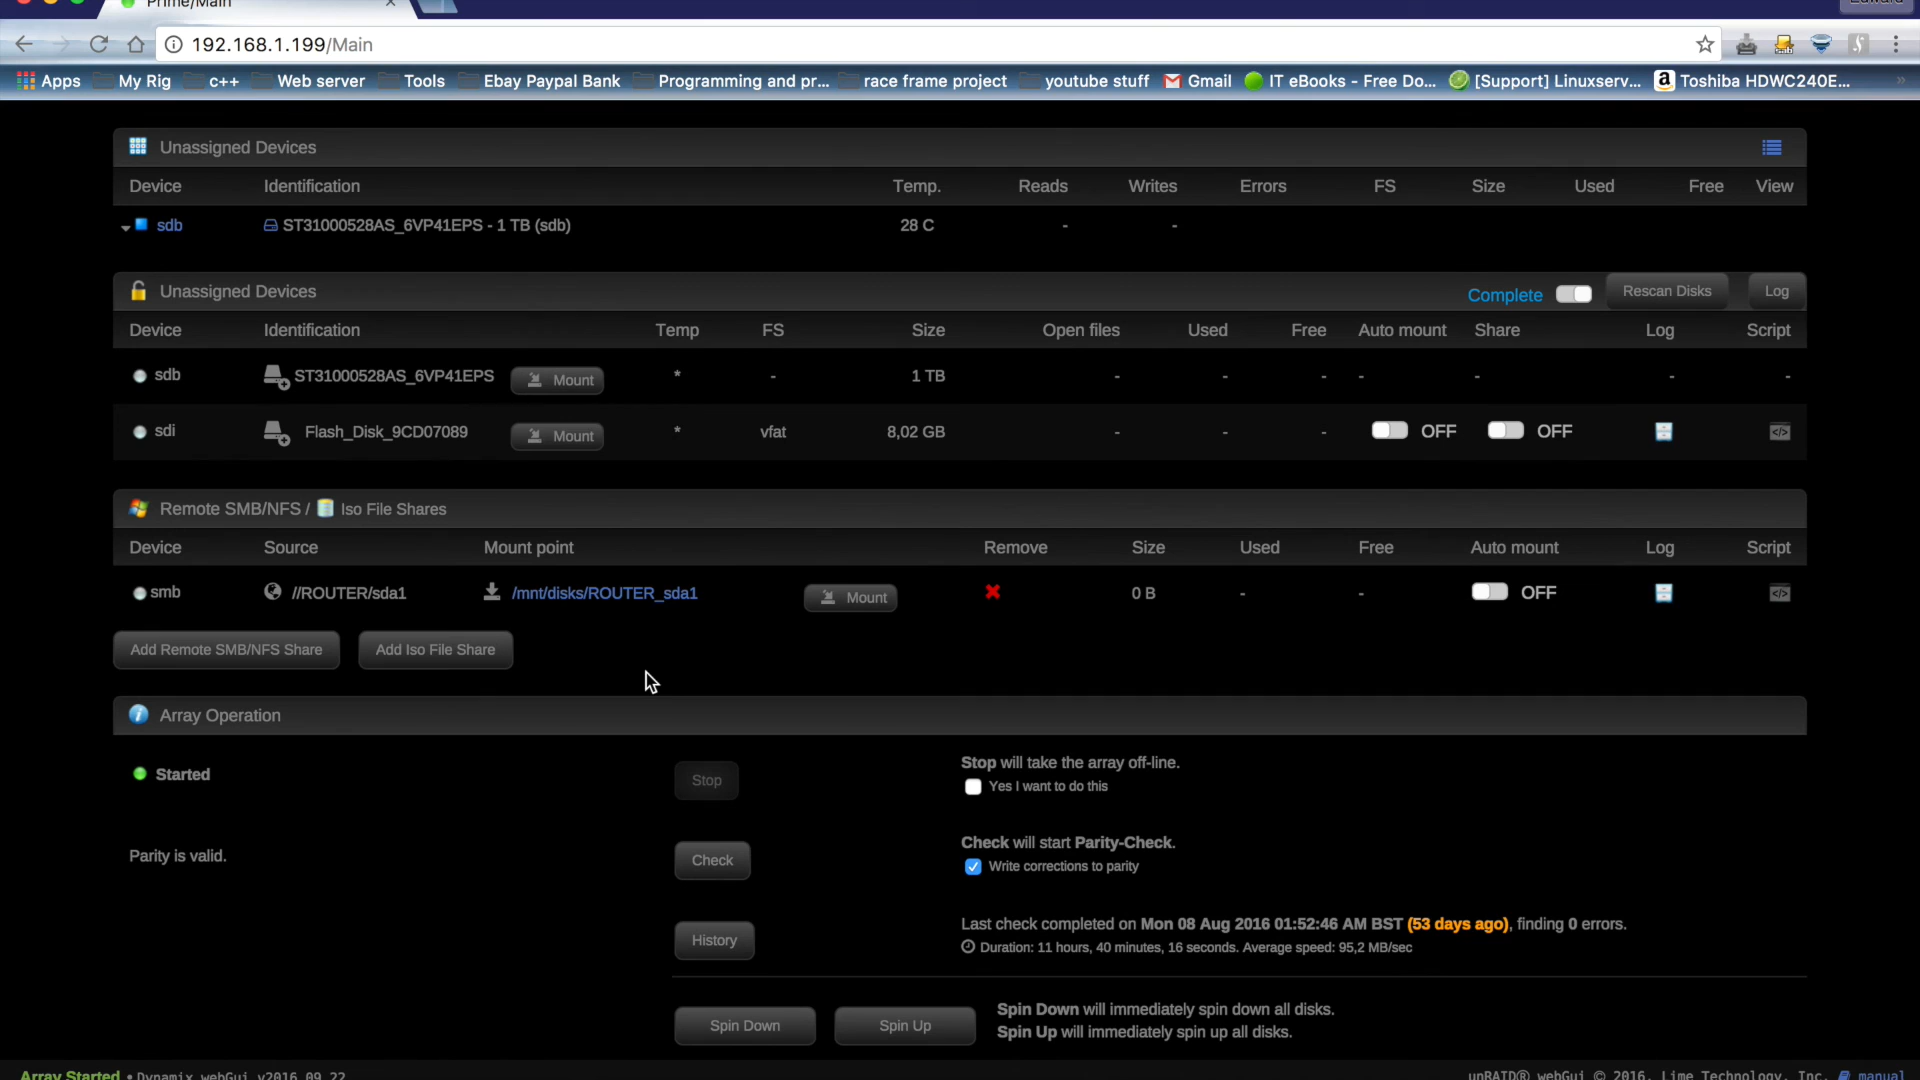 Prime/Main
Edward
192.168.1.199/Main
Apps My Rig c++ Web server Tools Ebay Paypal Bank Programming and pr... race frame project youtube stuff Gmail IT eBooks - Free Do... [Support] Linuxserv... Toshiba HDWC240E... »
Unassigned Devices
Device Identification Temp. Reads Writes Errors FS Size Used Free View
sdb ST31000528AS_6VP41EPS - 1 TB (sdb) 28 C - -
Unassigned Devices Complete Rescan Disks Log
Device Identification Temp FS Size Open files Used Free Auto mount Share Log Script
sdb ST31000528AS_6VP41EPS Mount * - 1 TB - - - - - - -
sdi Flash_Disk_9CD07089 Mount * vfat 8,02 GB - - - OFF OFF
Remote SMB/NFS / Iso File Shares
Device Source Mount point Remove Size Used Free Auto mount Log Script
smb //ROUTER/sda1 /mnt/disks/ROUTER_sda1 Mount 0 B - - OFF
Add Remote SMB/NFS Share Add Iso File Share
Array Operation
Started Stop Stop will take the array off-line.
Yes I want to do this
Parity is valid. Check Check will start Parity-Check.
Write corrections to parity
History Last check completed on Mon 08 Aug 2016 01:52:46 AM BST (53 days ago), finding 0 errors.
Duration: 11 hours, 40 minutes, 16 seconds. Average speed: 95,2 MB/sec
Spin Down Spin Up Spin Down will immediately spin down all disks.
Spin Up will immediately spin up all disks.
Array Started • Dynamix webGui v2016.09.22 unRAID® webGui © 2016, Lime Technology, Inc. manual